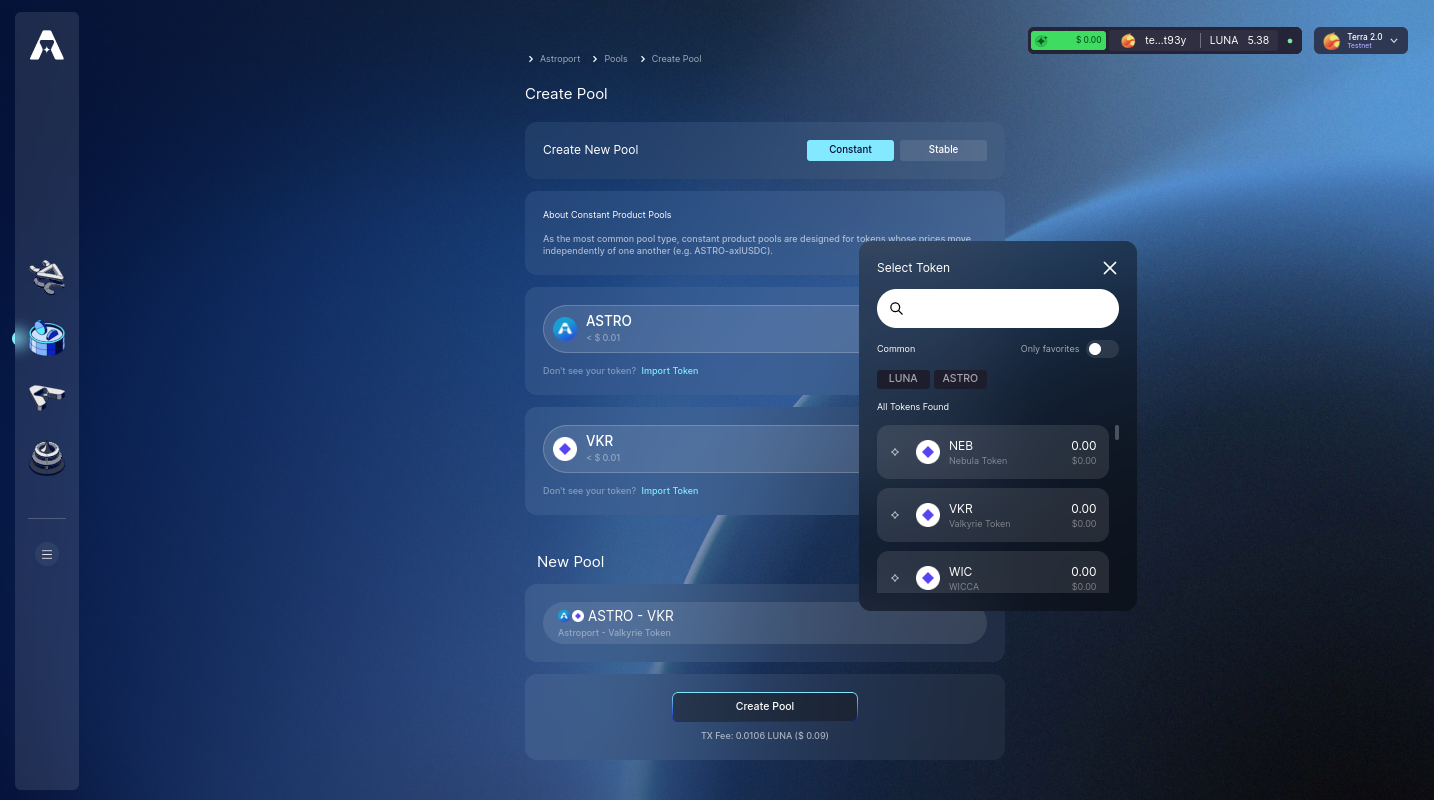 $ 0.00
te...t93y
LUNA 5.38
Terra 2.0
Testnet
Astroport
Pools
Create Pool
Create Pool
Create New Pool
Constant
Stable
About Constant Product Pools
As the most common pool type, constant product pools are designed for tokens whose prices move
independently of one another (e.g. ASTRO-axlUSDC).
ASTRO
< $ 0.01
Don't see your token? Import Token
VKR
< $ 0.01
Don't see your token? Import Token
New Pool
ASTRO - VKR
Astroport - Valkyrie Token
Create Pool
TX Fee: 0.0106 LUNA ($ 0.09)
Select Token
Common
Only favorites
LUNA
ASTRO
All Tokens Found
NEB 0.00
Nebula Token $0.00
VKR 0.00
Valkyrie Token $0.00
WIC 0.00
WICCA $0.00